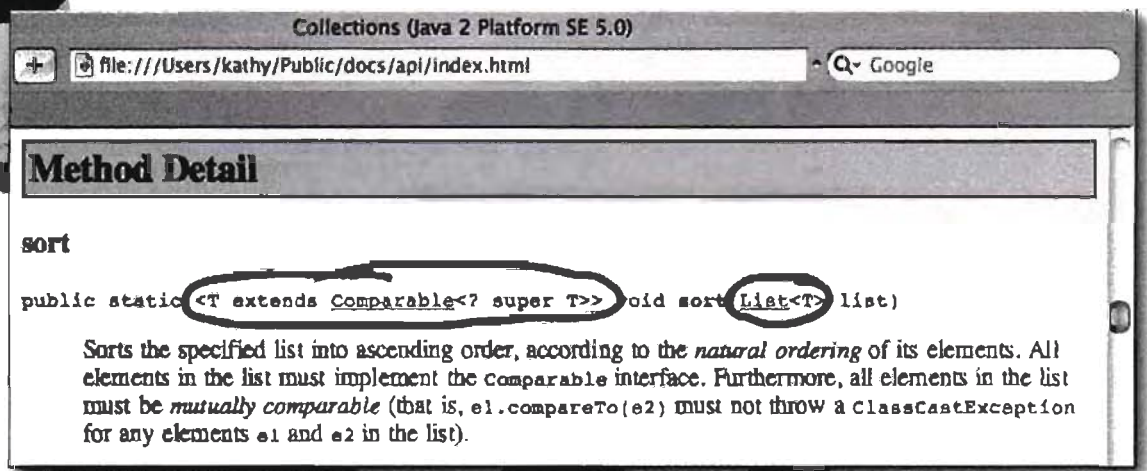 Collections (Java 2 Platform SE 5.0)
+ file:///Users/kathy/Public/docs/api/index.html Q Google
Method Detail
sort
public static <T extends Comparable<? super T>> void sort(List<T> list)
Sorts the specified list into ascending order, according to the natural ordering of its elements. All
elements in the list must implement the Comparable interface. Furthermore, all elements in the list
must be mutually comparable (that is, e1.compareTo(e2) must not throw a ClassCastException
for any elements e1 and e2 in the list).